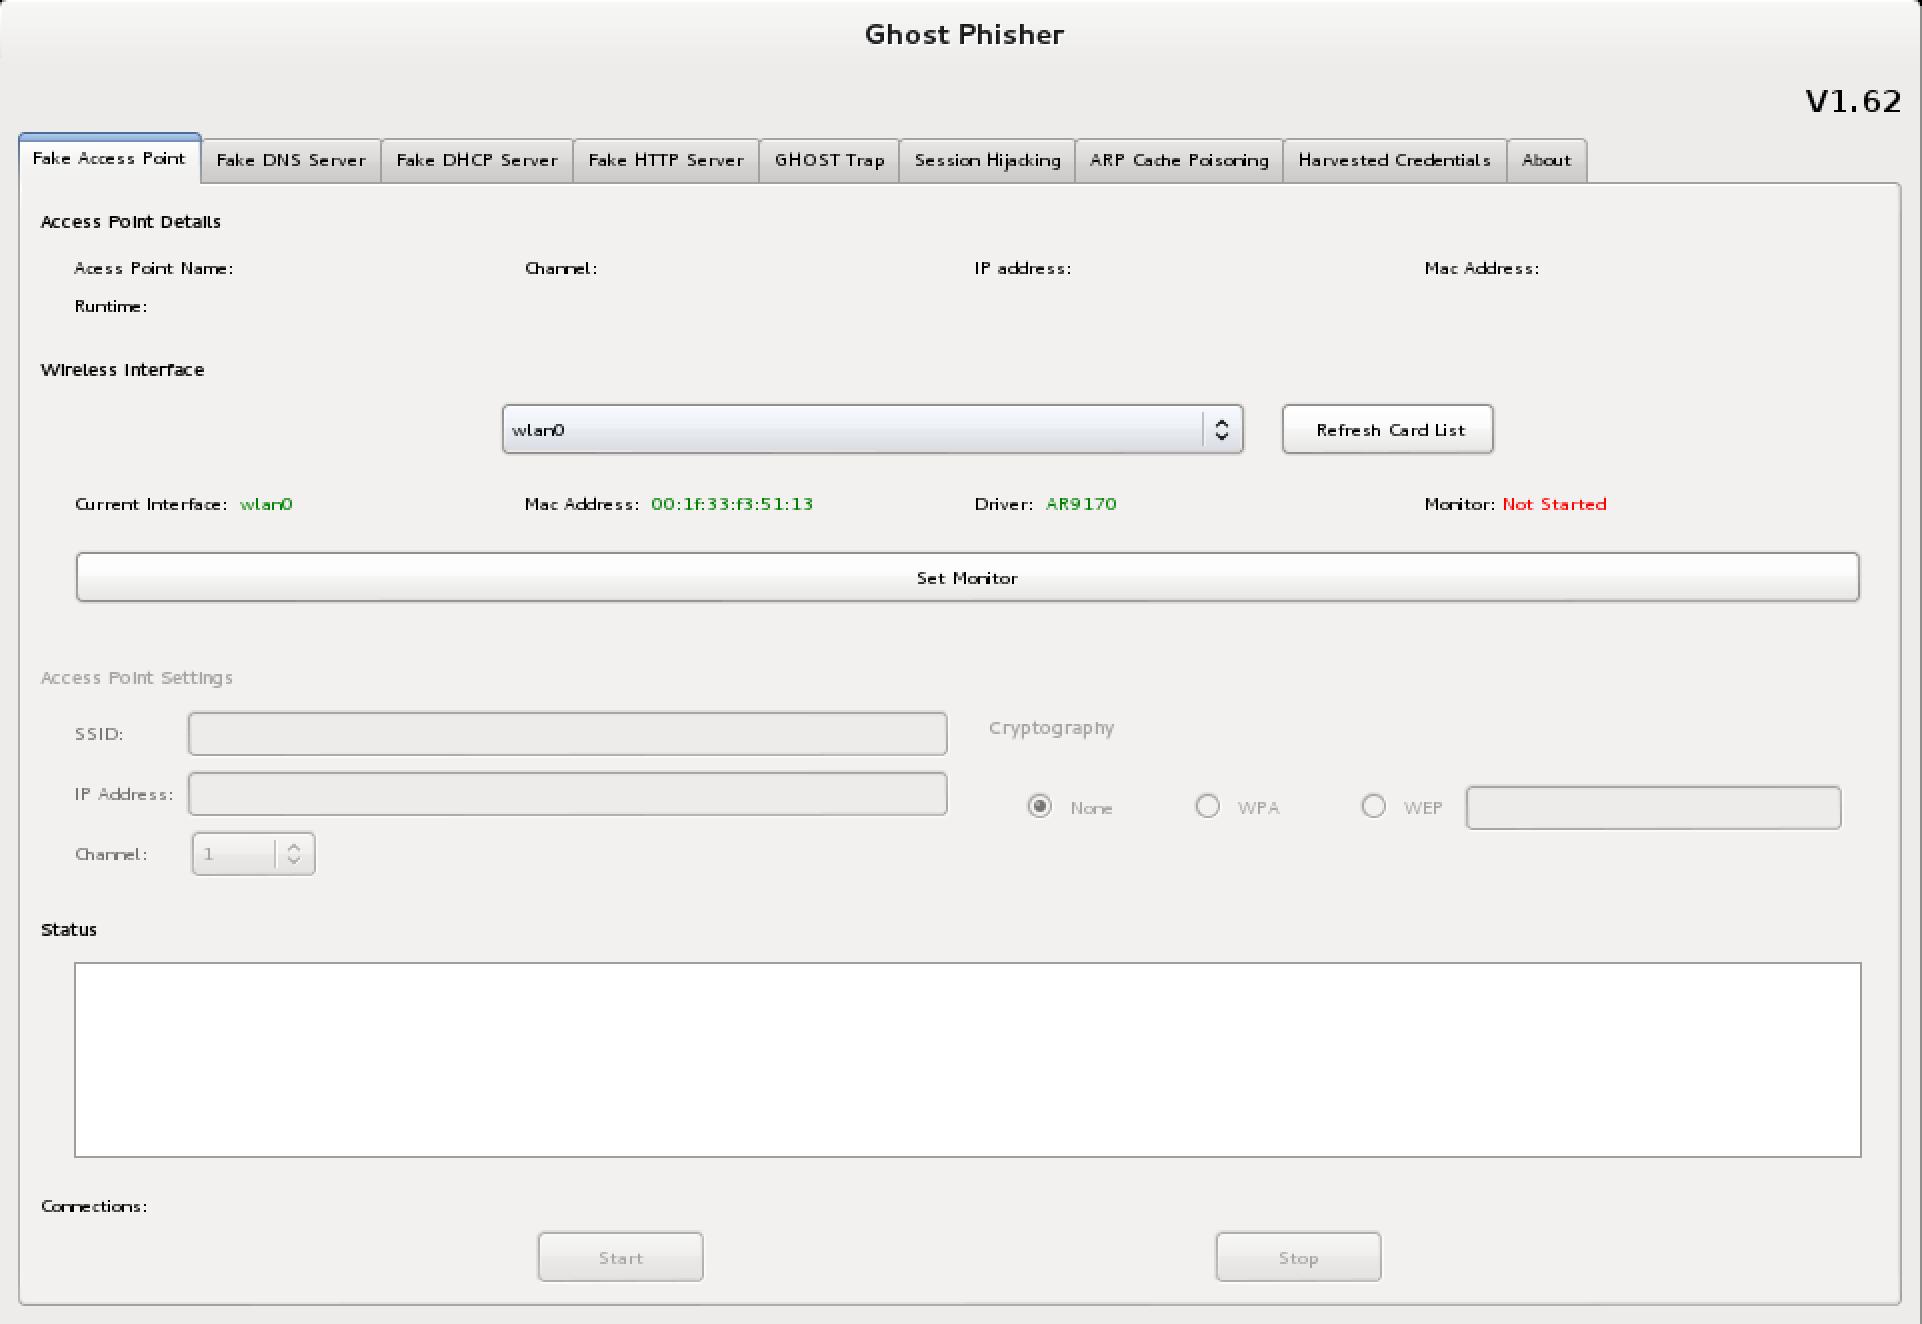 Ghost Phisher
V1.62
Fake Access Point Fake DNS Server Fake DHCP Server Fake HTTP Server GHOST Trap Session Hijacking ARP Cache Poisoning Harvested Credentials About
Access Point Details
Acess Point Name: Channel: IP address: Mac Address:
Runtime:
Wireless Interface
wlan0 Refresh Card List
Current Interface: wlan0 Mac Address: 00:1f:33:f3:51:13 Driver: AR9170 Monitor: Not Started
Set Monitor
Access Point Settings
SSID:
Cryptography
IP Address:
None WPA WEP
Channel: 1
Status
Connections:
Start Stop